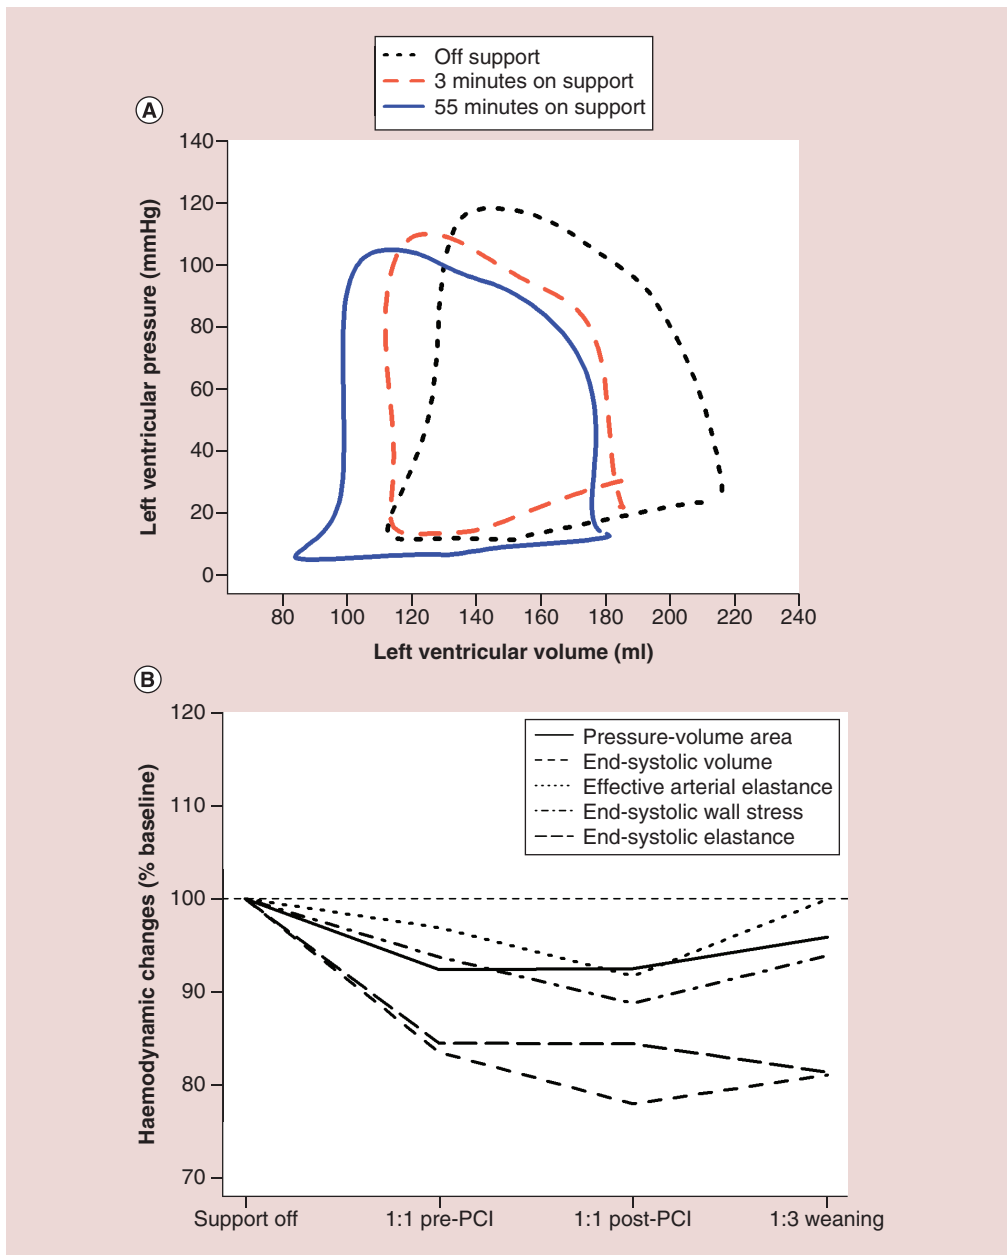 Off support
3 minutes on support
55 minutes on support
A
140
120
100
80
60
40
20
0
Left ventricular pressure (mmHg)
80 100 120 140 160 180 200 220 240
Left ventricular volume (ml)
B
120
110
100
90
80
70
Haemodynamic changes (% baseline)
Pressure-volume area
End-systolic volume
Effective arterial elastance
End-systolic wall stress
End-systolic elastance
Support off 1:1 pre-PCI 1:1 post-PCI 1:3 weaning